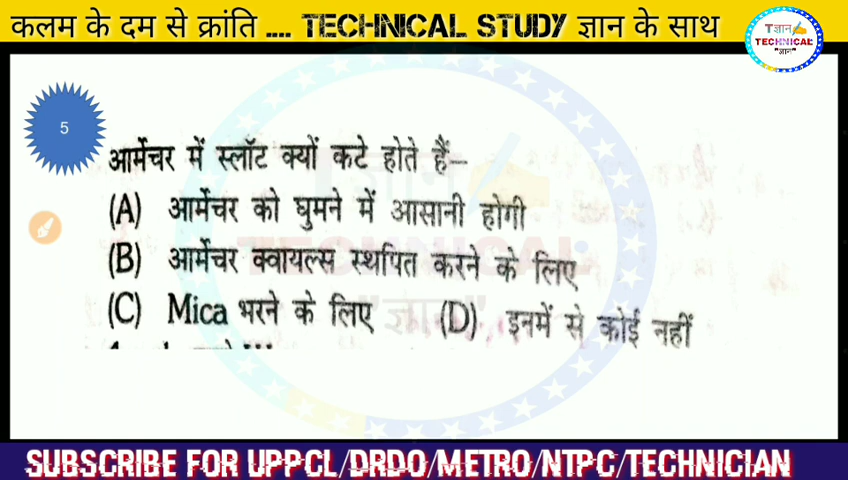 कलम के दम से क्रांति .... TECHNICAL STUDY ज्ञान के साथ
T ज्ञान
TECHNICAL
"ज्ञान"
5
आर्मेचर में स्लॉट क्यों कटे होते हैं–
(A) आर्मेचर को घुमने में आसानी होगी
(B) आर्मेचर क्वायल्स स्थपित करने के लिए
(C) Mica भरने के लिए (D) इनमें से कोई नहीं
SUBSCRIBE FOR UPPCL/DRDO/METRO/NTPC/TECHNICIAN